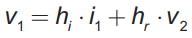 v₁ = hᵢ · i₁ + hᵣ · v₂